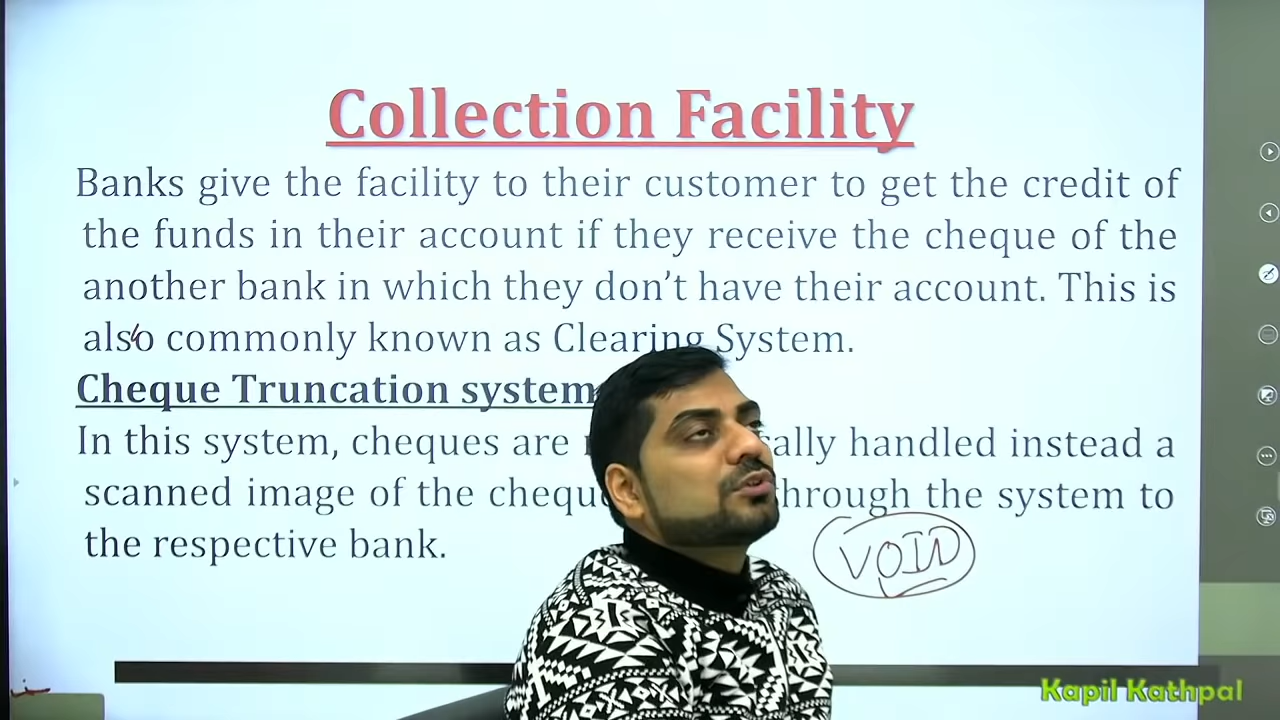 Collection Facility
Banks give the facility to their customer to get the credit of
the funds in their account if they receive the cheque of the
another bank in which they don't have their account. This is
also commonly known as Clearing System.
Cheque Truncation system
In this system, cheques are ally handled instead a
scanned image of the cheque through the system to
the respective bank.
VOID
Kapil Kathpal